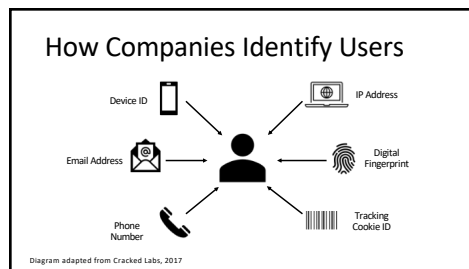 How Companies Identify Users
Device ID
IP Address
Email Address
@
Digital
Fingerprint
Phone
Number
Tracking
Cookie ID
Diagram adapted from Cracked Labs, 2017